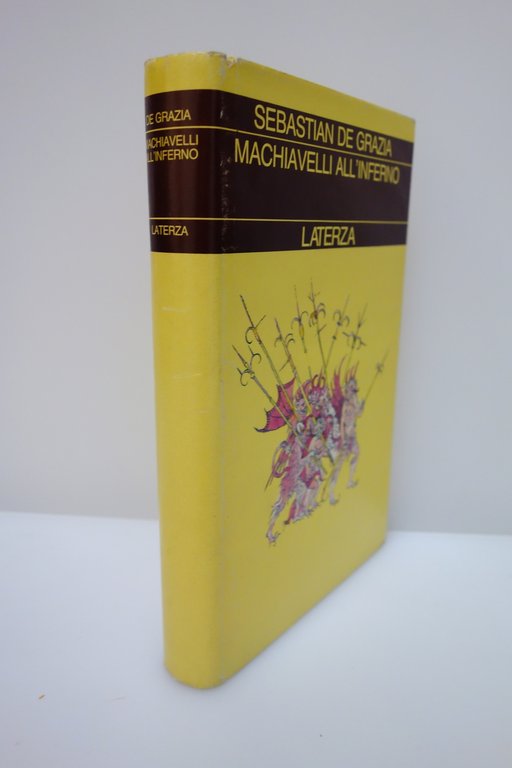 DE GRAZIA
MACHIAVELLI
ALL'INFERNO
LATERZA
SEBASTIAN DE GRAZIA
MACHIAVELLI ALL'INFERNO
LATERZA